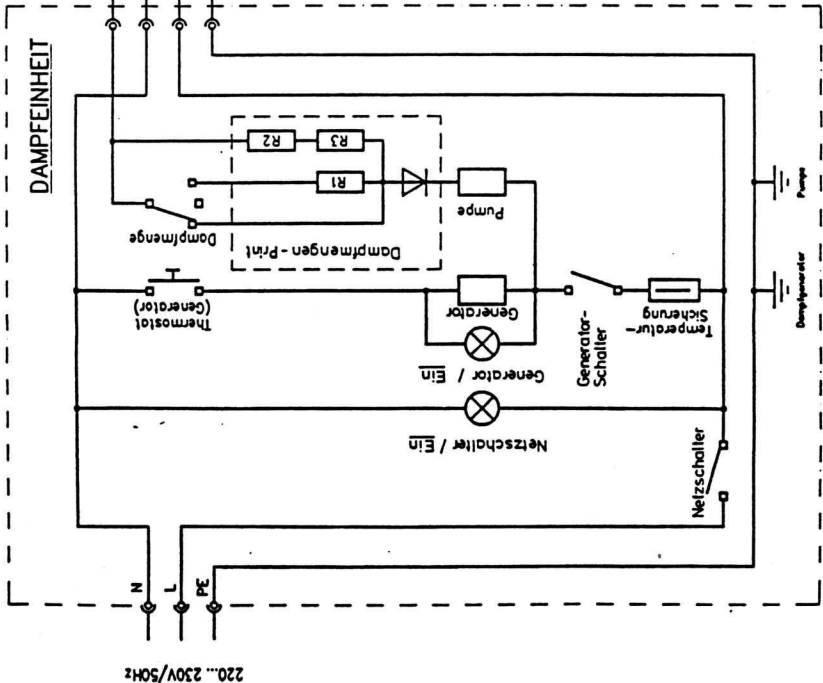 DAMPFEINHEIT
R2
R3
R1
Dampfmenge
Dampfmengen-Print
Pumpe
Thermostat
(Generator)
Generator
Generator-
Schalter
Temperatur-
Sicherung
Generator / Ein
Netzschalter / Ein
Netzschalter
Pumpe
Dampfgenerator
N
L
PE
220...230V/50Hz